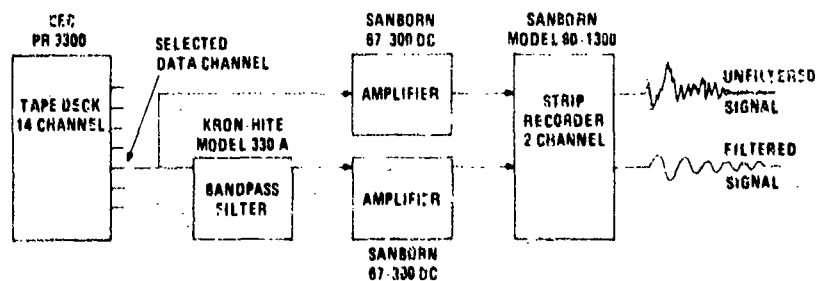 CEC
PR 3300
TAPE DECK
14 CHANNEL
SELECTED
DATA CHANNEL
KRON-HITE
MODEL 330 A
BANDPASS
FILTER
SANBORN
67-300 DC
AMPLIFIER
AMPLIFIER
SANBORN
67-300 DC
SANBORN
MODEL 60-1300
STRIP
RECORDER
2 CHANNEL
UNFILTERED
SIGNAL
FILTERED
SIGNAL